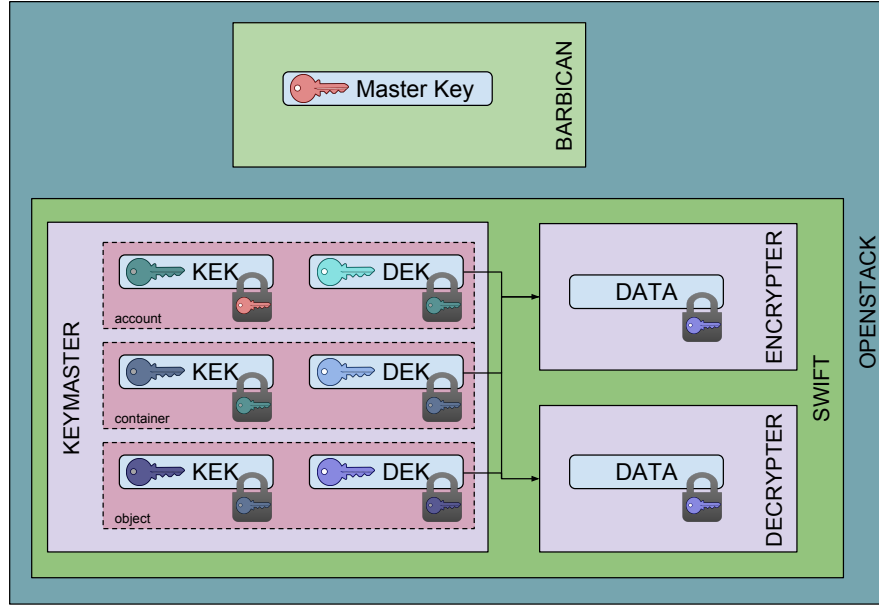 BARBICAN
Master Key
OPENSTACK
SWIFT
KEYMASTER
KEK
DEK
account
KEK
DEK
container
KEK
DEK
object
ENCRYPTER
DATA
DECRYPTER
DATA